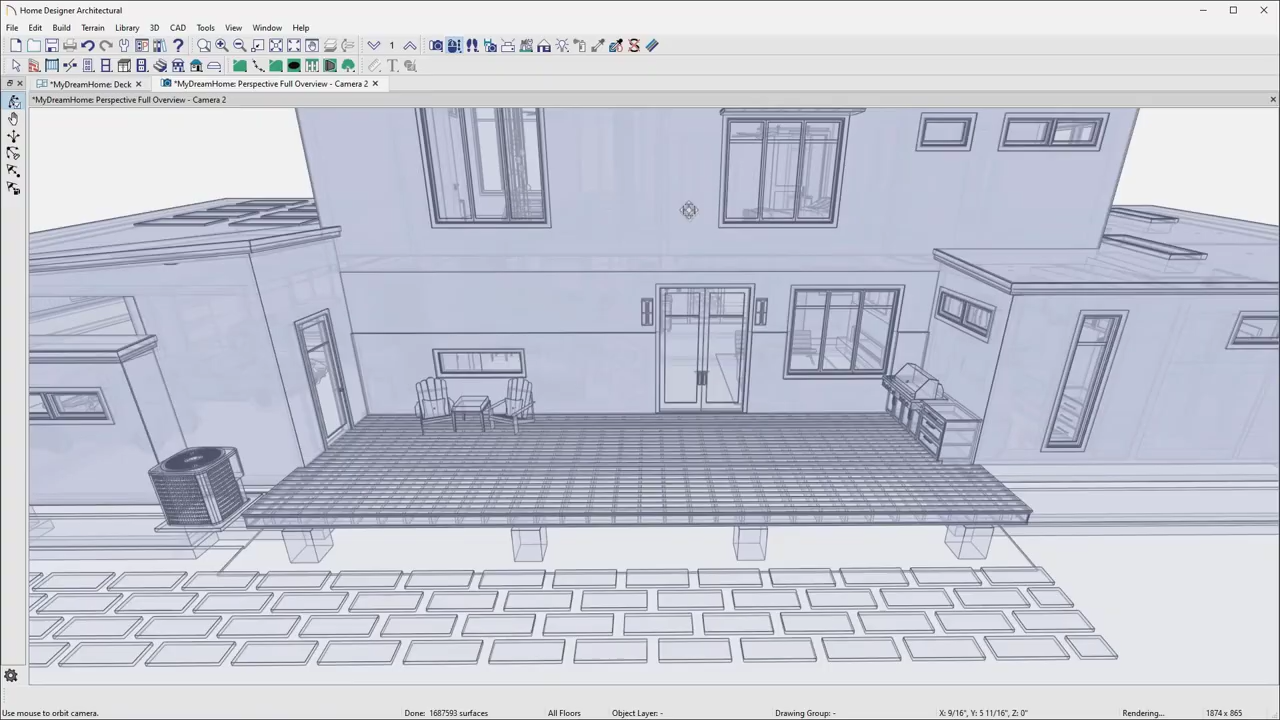 Home Designer Architectural
File Edit Build Terrain Library 3D CAD Tools View Window Help
1
*MyDreamHome: Deck *MyDreamHome: Perspective Full Overview - Camera 2
*MyDreamHome: Perspective Full Overview - Camera 2
Use mouse to orbit camera. Done: 1687593 surfaces All Floors Object Layer: - Drawing Group: - X: 9/16", Y: 5 11/16", Z: 0" Rendering... 1874 x 865